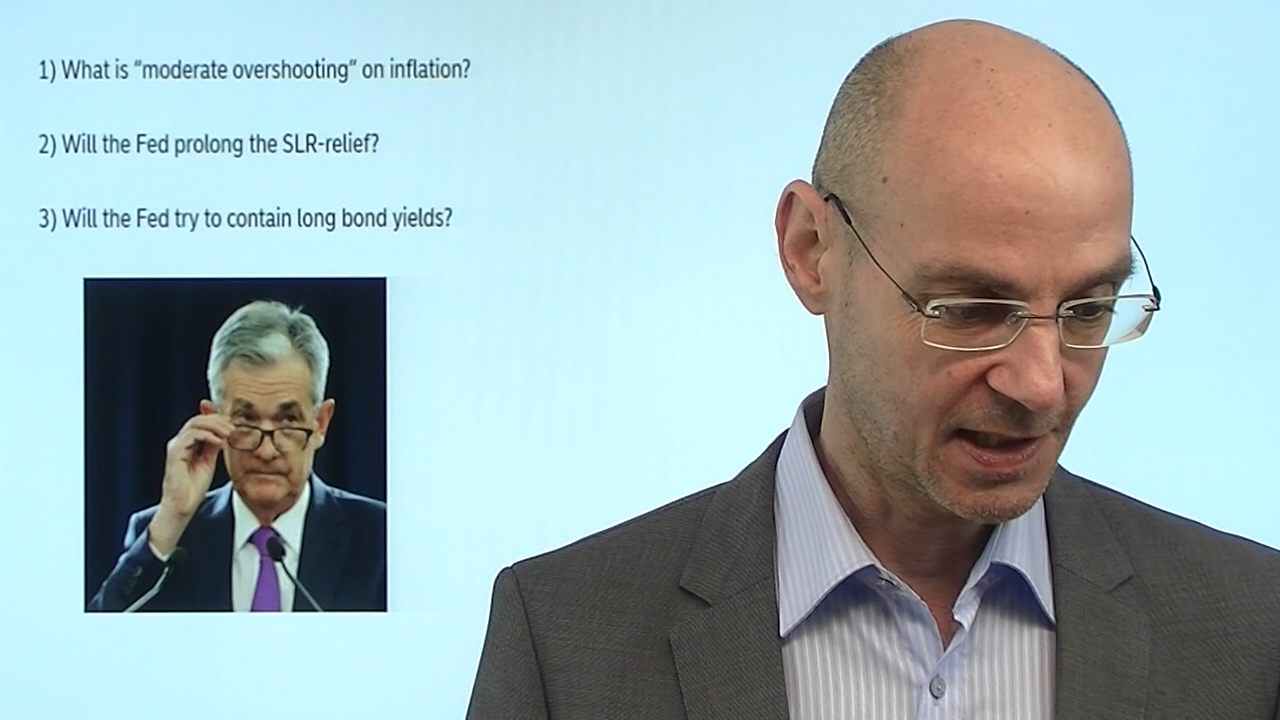 1) What is “moderate overshooting” on inflation?
2) Will the Fed prolong the SLR-relief?
3) Will the Fed try to contain long bond yields?